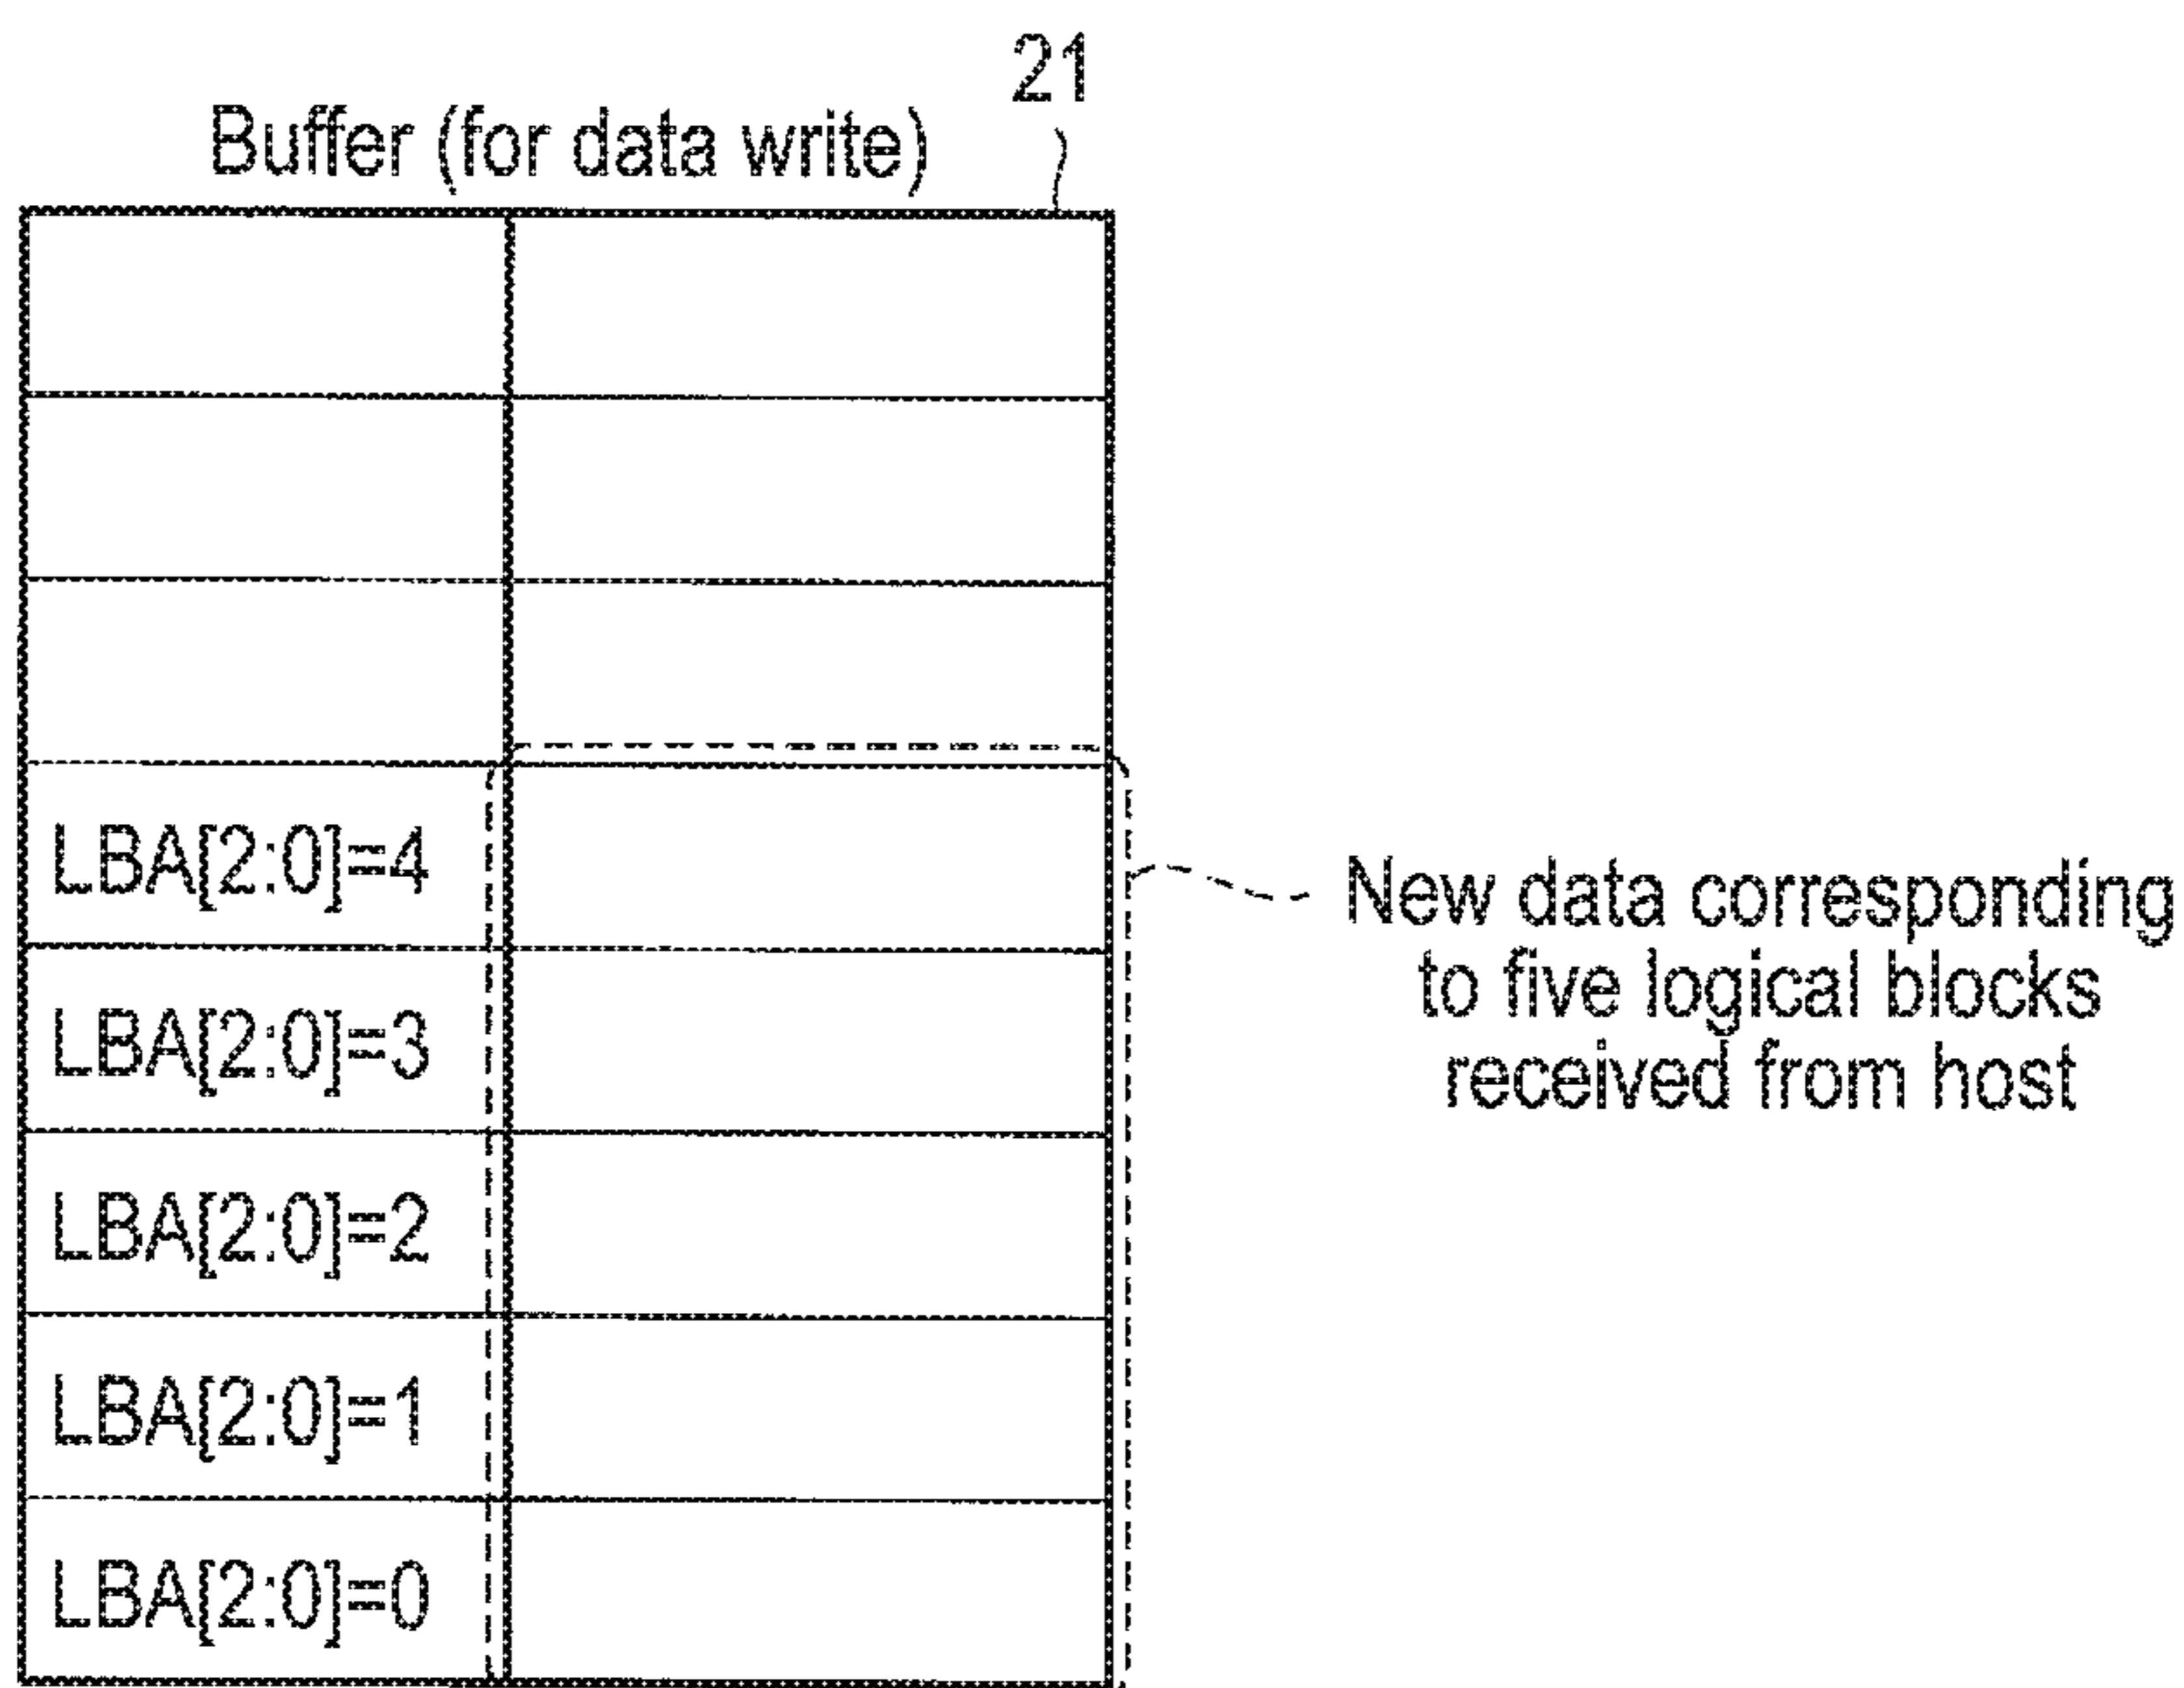 21
Buffer (for data write)
LBA[2:0]=4
LBA[2:0]=3
LBA[2:0]=2
LBA[2:0]=1
LBA[2:0]=0
New data corresponding
to five logical blocks
received from host